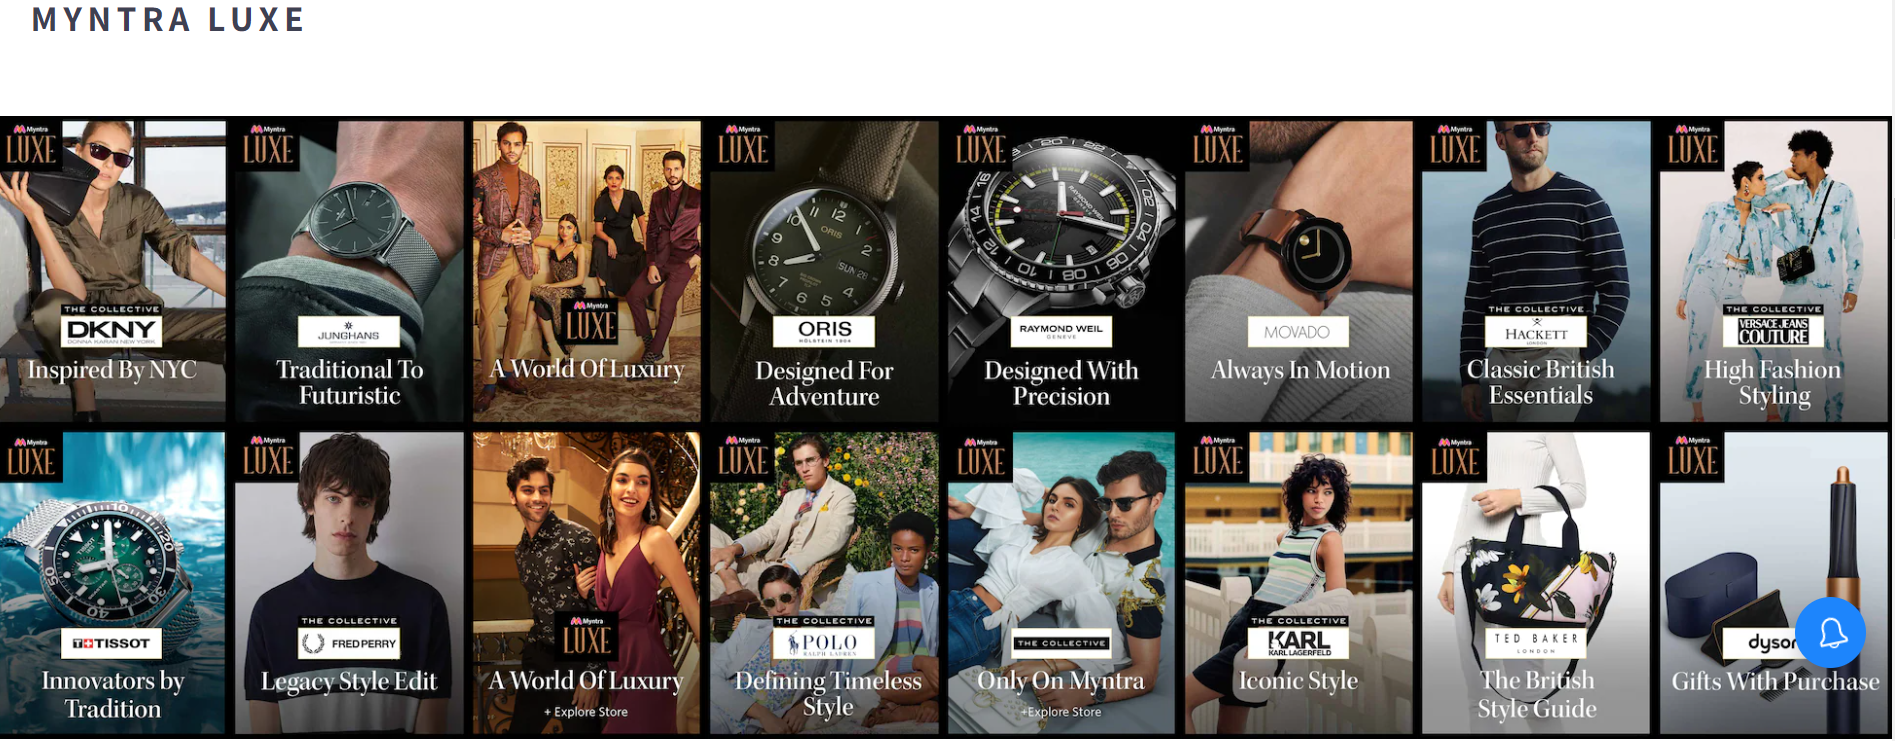 MYNTRA LUXE
Myntra
LUXE
THE COLLECTIVE
DKNY
DONNA KARAN NEW YORK
Inspired By NYC
Myntra
LUXE
JUNGHANS
Traditional To
Futuristic
Myntra
LUXE
A World Of Luxury
Myntra
LUXE
ORIS
HÖLSTEIN 1904
Designed For
Adventure
Myntra
LUXE
RAYMOND WEIL
GENEVE
Designed With
Precision
Myntra
LUXE
MOVADO
Always In Motion
Myntra
LUXE
THE COLLECTIVE
HACKETT
LONDON
Classic British
Essentials
Myntra
LUXE
THE COLLECTIVE
VERSACE JEANS
COUTURE
High Fashion
Styling
Myntra
LUXE
TISSOT
Innovators by
Tradition
Myntra
LUXE
THE COLLECTIVE
FRED PERRY
Legacy Style Edit
Myntra
LUXE
A World Of Luxury
+ Explore Store
Myntra
LUXE
THE COLLECTIVE
POLO
RALPH LAUREN
Defining Timeless
Style
Myntra
LUXE
THE COLLECTIVE
Only On Myntra
+Explore Store
Myntra
LUXE
THE COLLECTIVE
KARL
KARL LAGERFELD
Iconic Style
Myntra
LUXE
TED BAKER
LONDON
The British
Style Guide
Myntra
LUXE
dyson
Gifts With Purchase